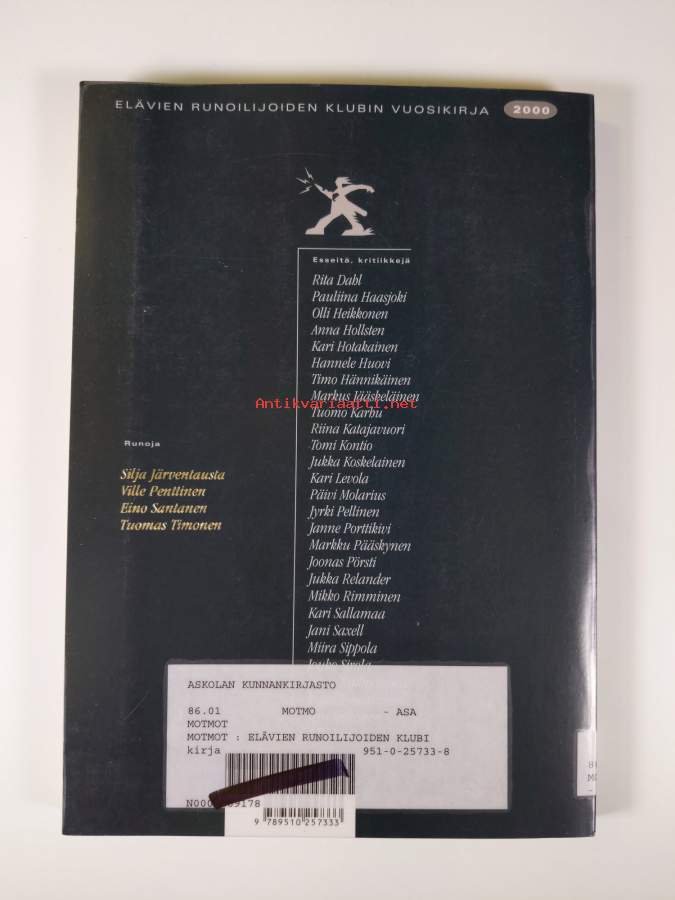 ELÄVIEN RUNOILIJOIDEN KLUBIN VUOSIKIRJA 2000
Esseitä, kritiikkejä
Rita Dahl
Pauliina Haasjoki
Olli Heikkonen
Anna Hollsten
Kari Hotakainen
Hannele Huovi
Timo Hännikäinen
Markus Jääskeläinen
Antikvariaatti.net
Tuomo Karhu
Riina Katajavuori
Tomi Kontio
Jukka Koskelainen
Kari Levola
Päivi Molarius
Jyrki Pellinen
Janne Porttikivi
Markku Pääskynen
Joonas Pörsti
Jukka Relander
Mikko Rimminen
Kari Sallamaa
Jani Saxell
Miira Sippola
Runoja
Silja Järventausta
Ville Penttinen
Eino Santanen
Tuomas Timonen
ASKOLAN KUNNANKIRJASTO
86.01 MOTMO - ASA
MOTMOT
MOTMOT : ELÄVIEN RUNOILIJOIDEN KLUBI
kirja 951-0-25733-8
9 789510 257333